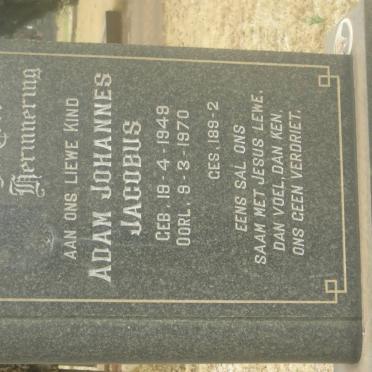 Herinnering
AAN ONS LIEWE KIND
ADAM JOHANNES
JACOBUS
GEB. 19-4-1949
OORL. 9-3-1970
GES. 189-2
EENS SAL ONS
SAAM MET JESUS LEWE.
DAN VOEL, DAN KEN,
ONS GEEN VERDRIET.